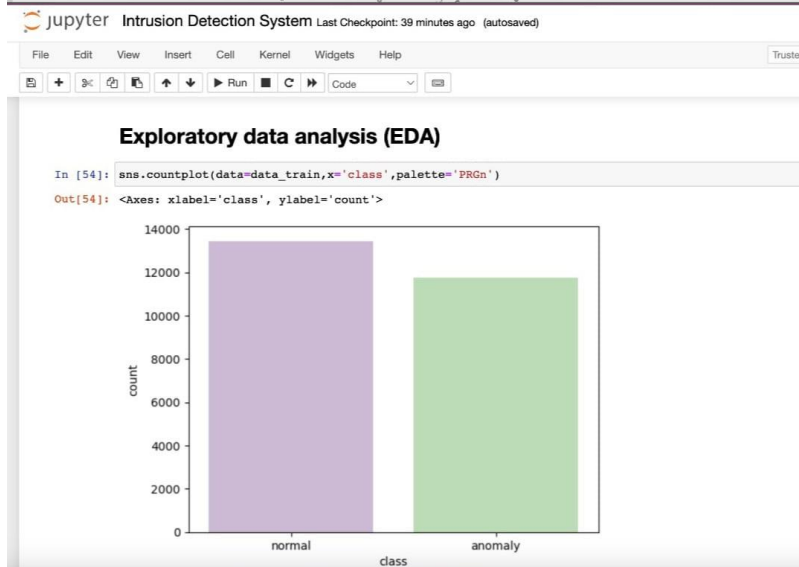 jupyter Intrusion Detection System Last Checkpoint: 39 minutes ago (autosaved)
File Edit View Insert Cell Kernel Widgets Help
Run Code
Exploratory data analysis (EDA)
In [54]: sns.countplot(data=data_train,x='class',palette='PRGn')
Out[54]: <Axes: xlabel='class', ylabel='count'>
14000
12000
10000
8000
6000
4000
2000
0
count
normal anomaly
class